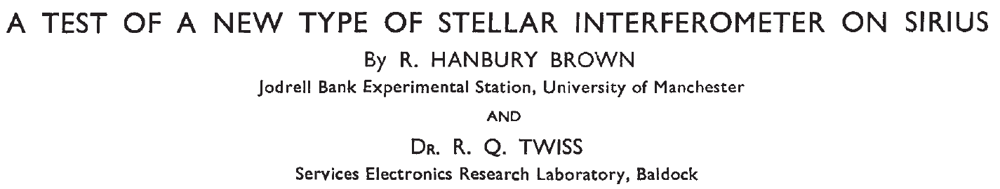 A TEST OF A NEW TYPE OF STELLAR INTERFEROMETER ON SIRIUS
By R. HANBURY BROWN
Jodrell Bank Experimental Station, University of Manchester
AND
DR. R. Q. TWISS
Services Electronics Research Laboratory, Baldock